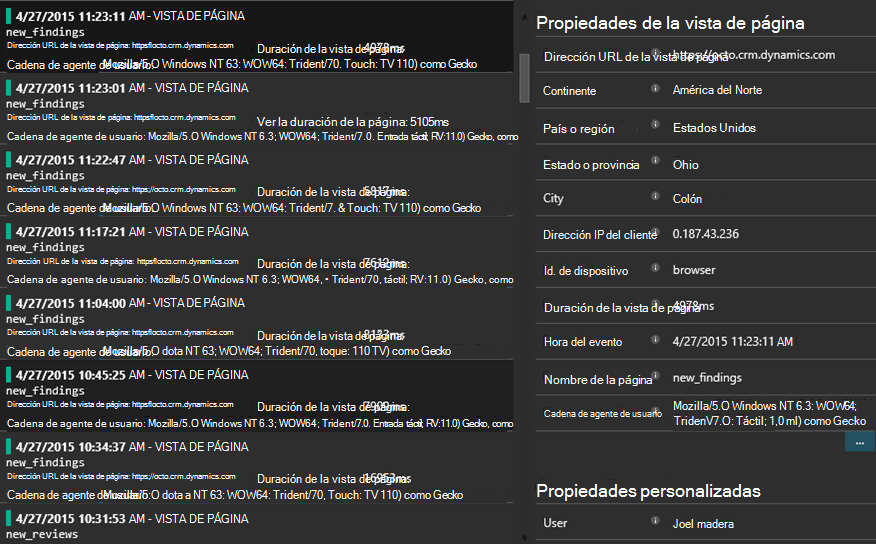 4/27/2015 11:23:11 AM - VISTA DE PÁGINA
new_findings
Dirección URL de la vista de página: httpsflocto.crm.dynamics.com
Duración de la vista de página:
4978ms
Cadena de agente de usuario. Mozilla/5.O Windows NT 63: WOW64: Trident/70. Touch: TV 110) como Gecko
4/27/2015 11:23:01 AM - VISTA DE PÁGINA
new_findings
Dirección URL de la vista de página: httpsflocto.crm.dynamics.com
Ver la duración de la página: 5105ms
Cadena de agente de usuario: Mozilla/5.O Windows NT 6.3; WOW64; Trident/7.0. Entrada táctil; RV:11.0) Gecko, como
4/27/2015 11:22:47 AM - VISTA DE PÁGINA
new_findings
Dirección URL de la vista de página: https;//octo.crm.dynamics.com
Duración de la vista de página:
5817ms
Cadena de agente de usuario. Mozilla/5.O Windows NT 63: WOW64: Trident/7. & Touch: TV 110) como Gecko
4/27/2015 11:17:21 AM - VISTA DE PÁGINA
new_findings
Dirección URL de la vista de página: httpsflocto.crm.dynamics.com
Duración de la vista de página:
7612ms
Cadena de agente de usuario: Mozilla/5.O Windows NT 6.3; WOW64, • Trident/70, táctil; RV:11.0) Gecko, como
4/27/2015 11:04:00 AM - VISTA DE PÁGINA
new_findings
Dirección URL de la vista de página: httpsflocto.crm.dynamics.com
Duración de la vista de página:
8133ms
Cadena de agente de usuario. Mozilla/5.O dota NT 63; WOW64; Trident/70, toque: 110 TV) como Gecko
4/27/2015 10:45:25 AM - VISTA DE PÁGINA
new_findings
Dirección URL de la vista de página: httpsflocto.crm.dynamics.com
Duración de la vista de página:
7909ms
Cadena de agente de usuario: Mozilla/5.O Windows NT 6.3; WOW64; Trident/7.0. Entrada táctil; RV:11.0) Gecko, como
4/27/2015 10:34:37 AM - VISTA DE PÁGINA
new_findings
Dirección URL de la vista de página: https;//octo.crm.dynamics.com
Duración de la vista de página:
16953ms
Cadena de agente de usuario. Mozilla/5:O dota a NT 63: WOW64: Trident/70, Touch: TV 110) como Gecko
4/27/2015 10:31:53 AM - VISTA DE PÁGINA
new_reviews
Propiedades de la vista de página
Dirección URL de la vista de página https://octo.crm.dynamics.com
Continente América del Norte
País o región Estados Unidos
Estado o provincia Ohio
City Colón
Dirección IP del cliente 0.187.43.236
Id. de dispositivo browser
Duración de la vista de página 4978ms
Hora del evento 4/27/2015 11:23:11 AM
Nombre de la página new_findings
Cadena de agente de usuario Mozilla/5.O Windows NT 6.3: WOW64;
TridenV7.O: Táctil; 1,0 ml) como Gecko
...
Propiedades personalizadas
User Joel madera